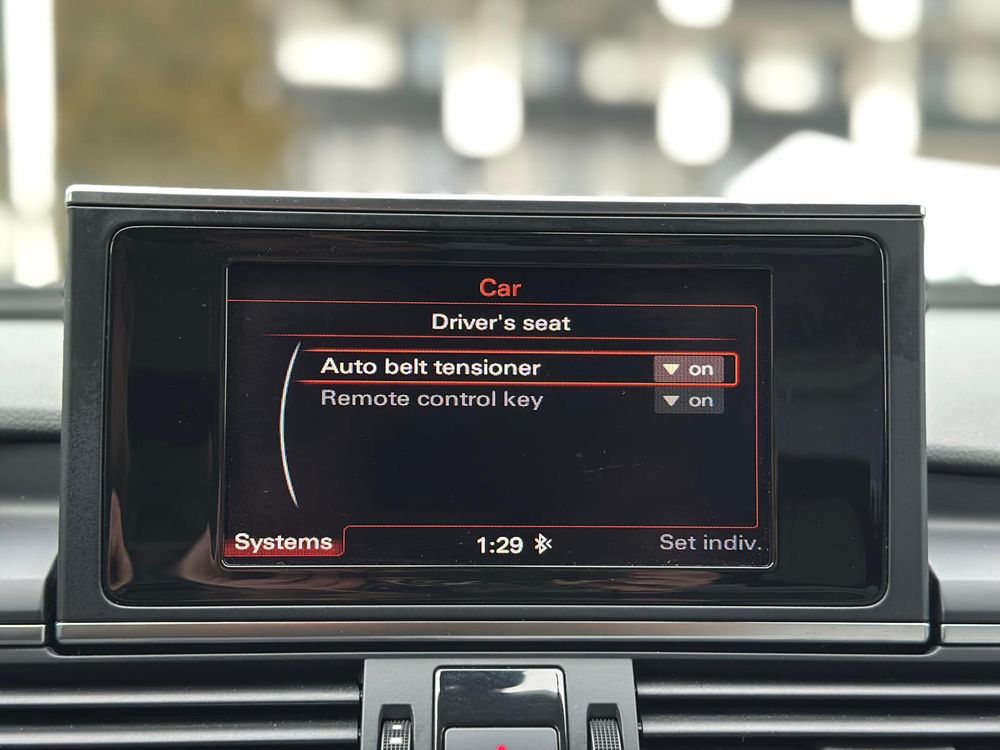 Car
Driver's seat
Auto belt tensioner on
Remote control key on
Systems 1:29 Set indiv.